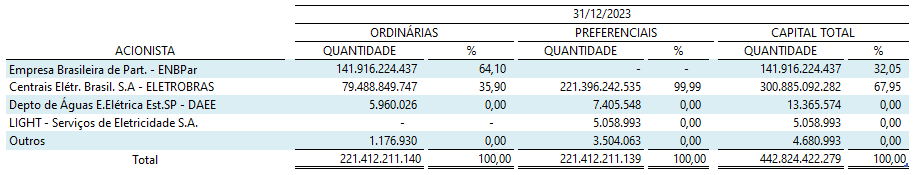 31/12/2023
ORDINÁRIAS PREFERENCIAIS CAPITAL TOTAL
ACIONISTA QUANTIDADE % QUANTIDADE % QUANTIDADE %
Empresa Brasileira de Part. - ENBPar 141.916.224.437 64,10 - - 141.916.224.437 32,05
Centrais Elétr. Brasil. S.A - ELETROBRAS 79.488.849.747 35,90 221.396.242.535 99,99 300.885.092.282 67,95
Depto de Águas E.Elétrica Est.SP - DAEE 5.960.026 0,00 7.405.548 0,00 13.365.574 0,00
LIGHT - Serviços de Eletricidade S.A. - - 5.058.993 0,00 5.058.993 0,00
Outros 1.176.930 0,00 3.504.063 0,00 4.680.993 0,00
Total 221.412.211.140 100,00 221.412.211.139 100,00 442.824.422.279 100,00